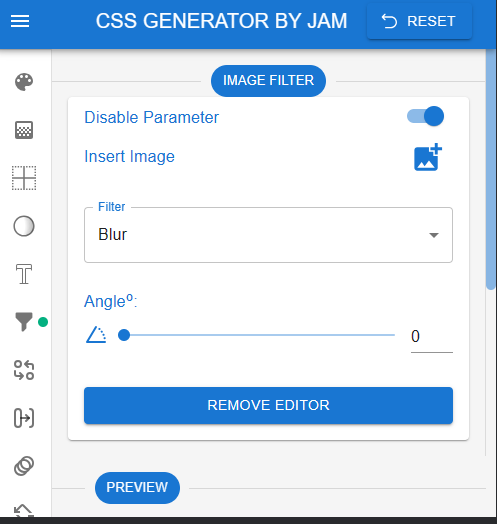 CSS GENERATOR BY JAM
RESET
IMAGE FILTER
Disable Parameter
Insert Image
Filter
Blur
Angleº:
0
REMOVE EDITOR
PREVIEW